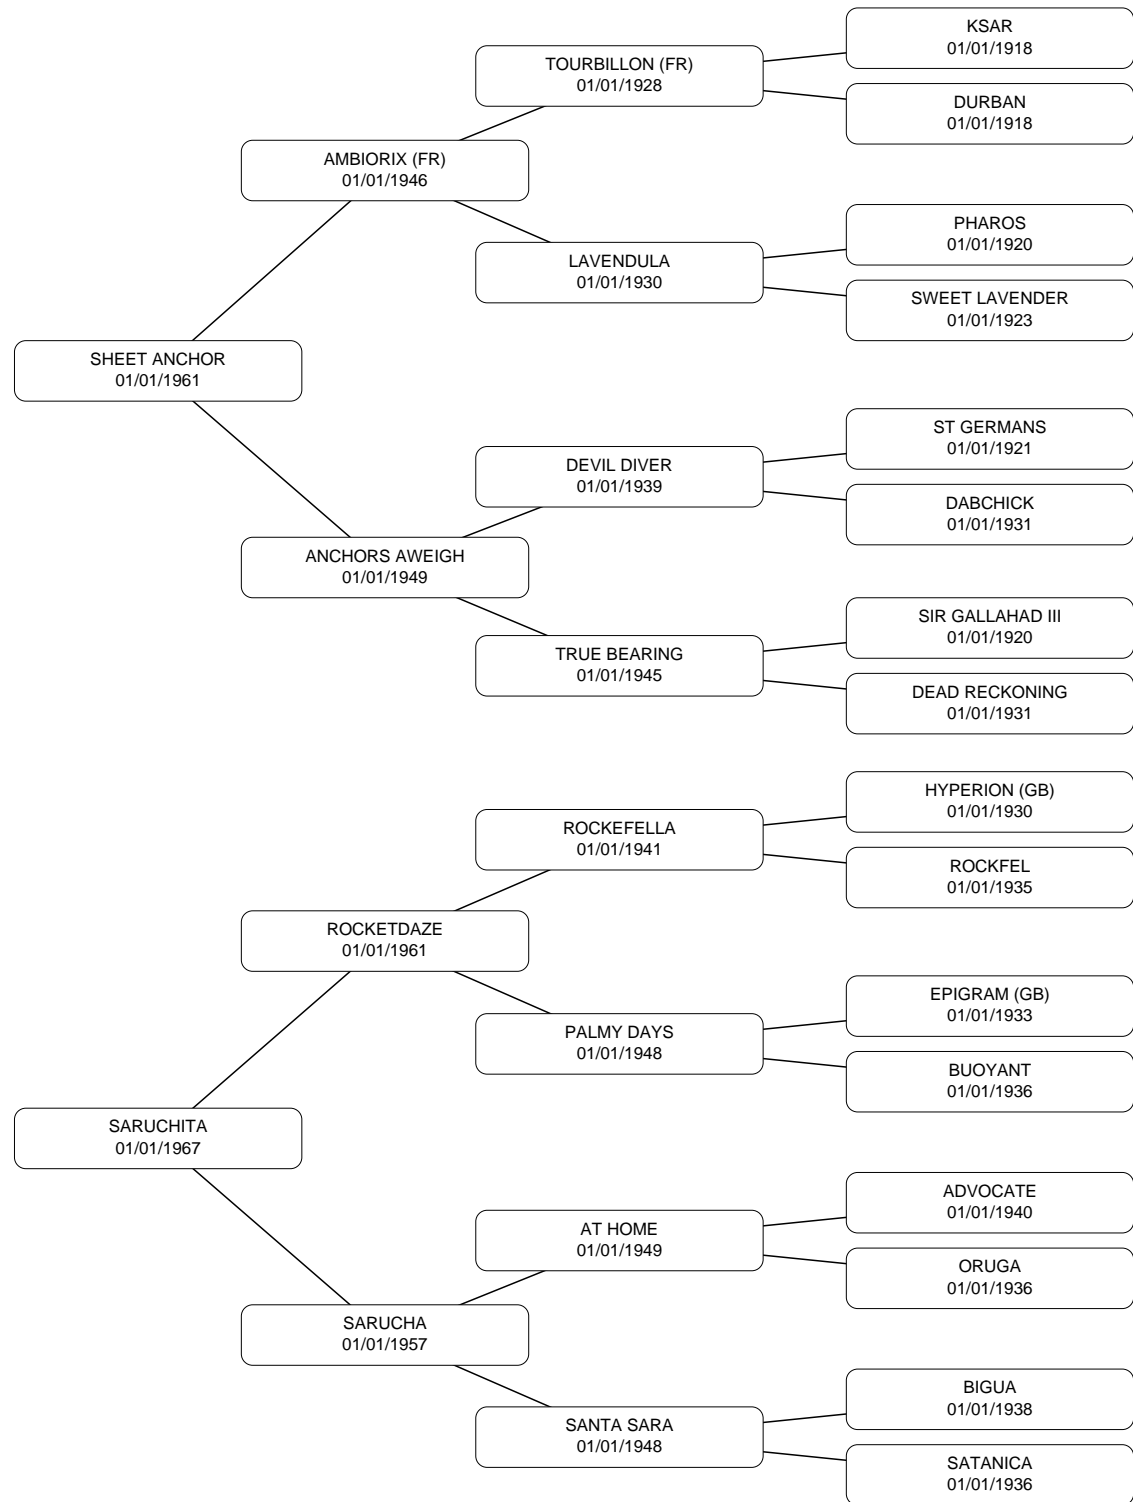 KSAR
01/01/1918
TOURBILLON (FR)
01/01/1928
DURBAN
01/01/1918
AMBIORIX (FR)
01/01/1946
PHAROS
01/01/1920
LAVENDULA
01/01/1930
SWEET LAVENDER
01/01/1923
SHEET ANCHOR
01/01/1961
ST GERMANS
01/01/1921
DEVIL DIVER
01/01/1939
DABCHICK
01/01/1931
ANCHORS AWEIGH
01/01/1949
SIR GALLAHAD III
01/01/1920
TRUE BEARING
01/01/1945
DEAD RECKONING
01/01/1931
HYPERION (GB)
01/01/1930
ROCKEFELLA
01/01/1941
ROCKFEL
01/01/1935
ROCKETDAZE
01/01/1961
EPIGRAM (GB)
01/01/1933
PALMY DAYS
01/01/1948
BUOYANT
01/01/1936
SARUCHITA
01/01/1967
ADVOCATE
01/01/1940
AT HOME
01/01/1949
ORUGA
01/01/1936
SARUCHA
01/01/1957
BIGUA
01/01/1938
SANTA SARA
01/01/1948
SATANICA
01/01/1936